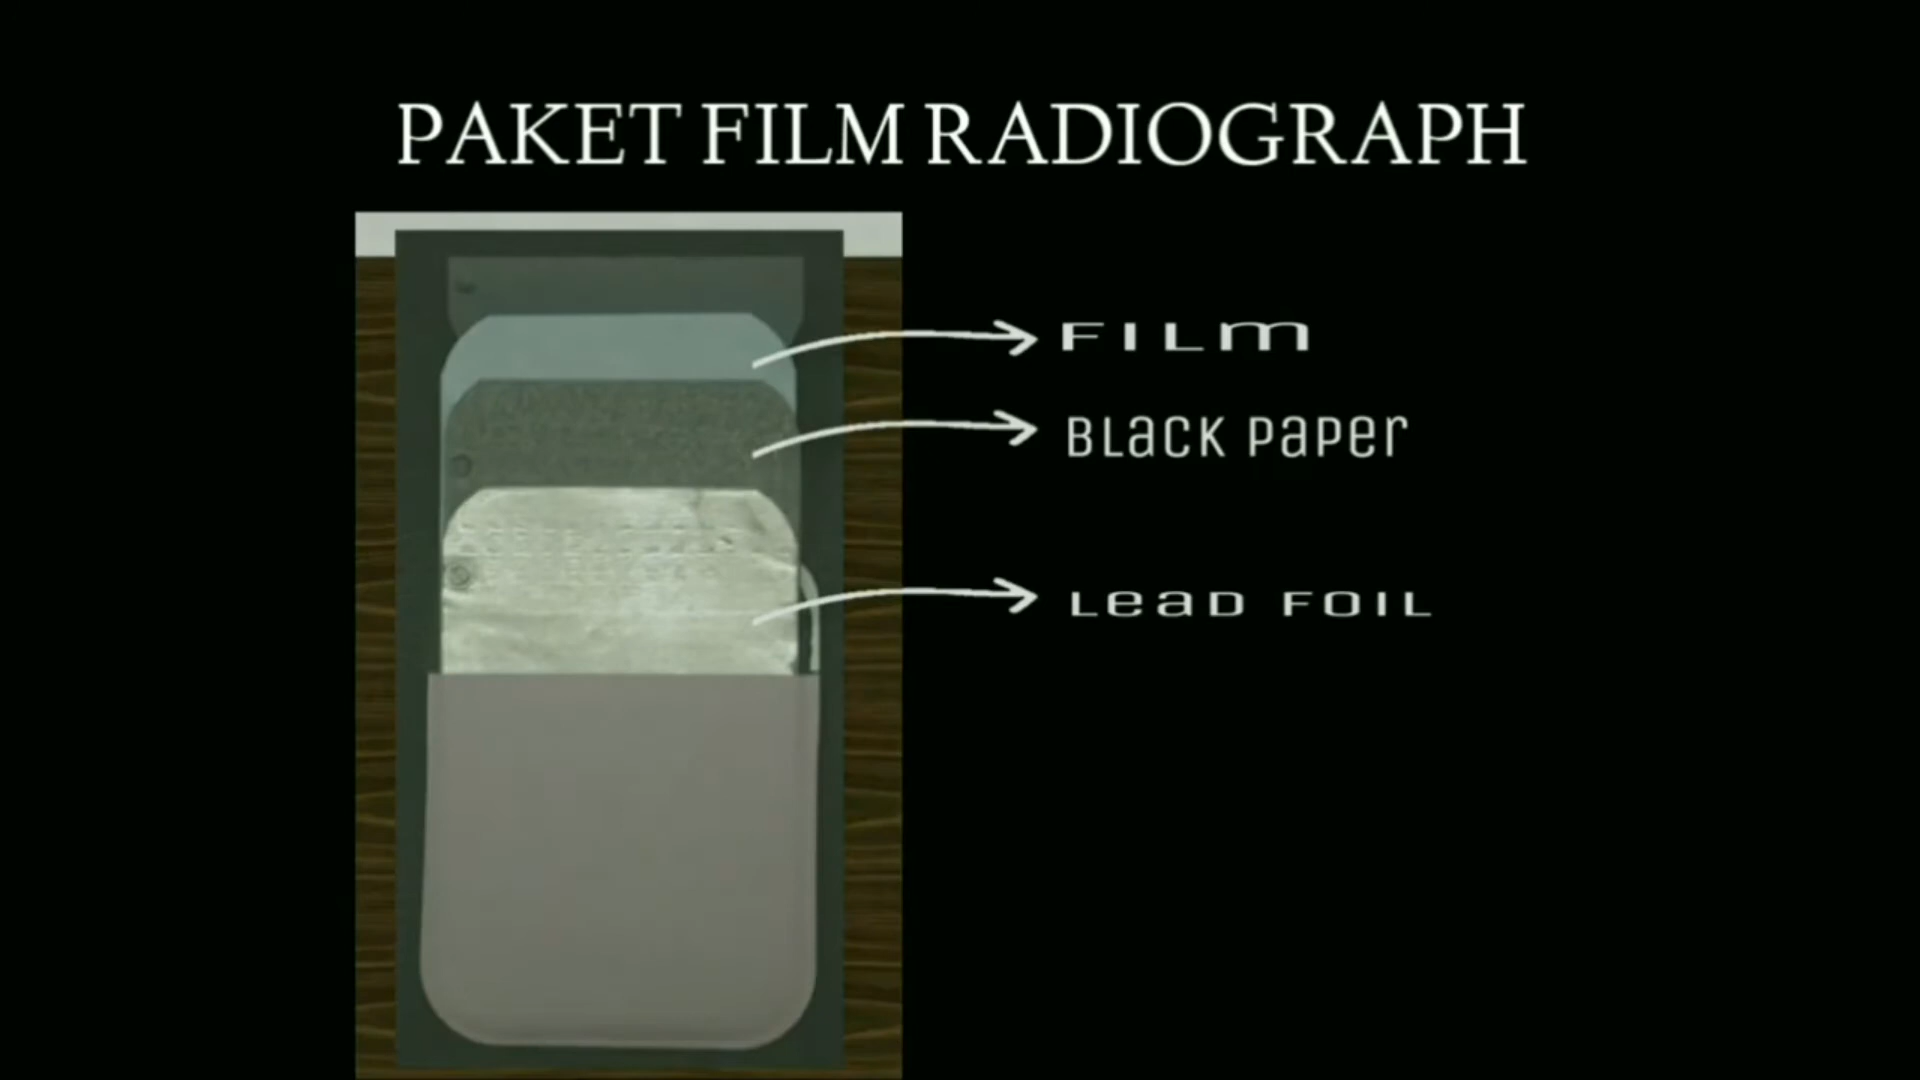 PAKET FILM RADIOGRAPH
FILM
BLACK PAPER
LEAD FOIL